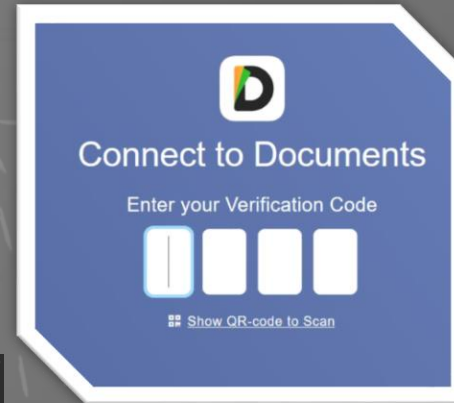 Connect to Documents
Enter your Verification Code
Show QR-code to Scan